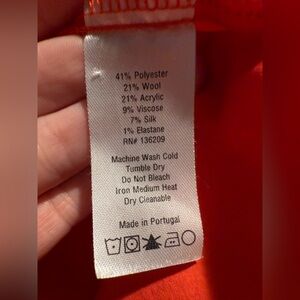 41% Polyester
21% Wool
21% Acrylic
9% Viscose
7% Silk
1% Elastane
RN# 136209
Machine Wash Cold
Tumble Dry
Do Not Bleach
Iron Medium Heat
Dry Cleanable
Made in Portugal